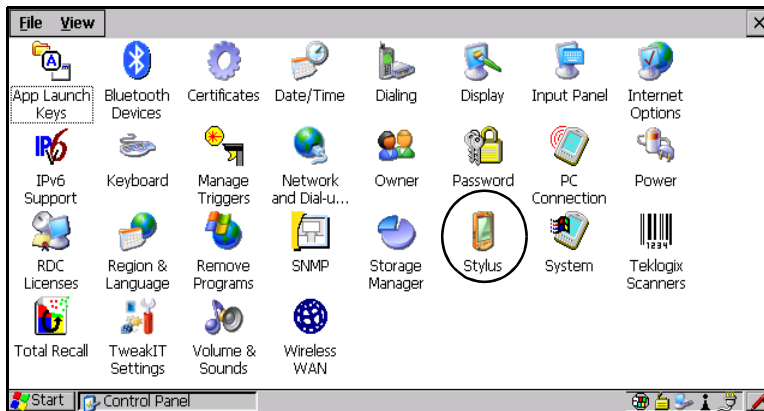 File View
App Launch Keys
Bluetooth Devices
Certificates
Date/Time
Dialing
Display
Input Panel
Internet Options
IPv6
IPv6 Support
Keyboard
Manage Triggers
Network and Dial-u...
Owner
Password
PC Connection
Power
RDC Licenses
Region & Language
Remove Programs
SNMP
Storage Manager
Stylus
System
1234
Teklogix Scanners
Total Recall
TweakIT Settings
Volume & Sounds
Wireless WAN
Start Control Panel